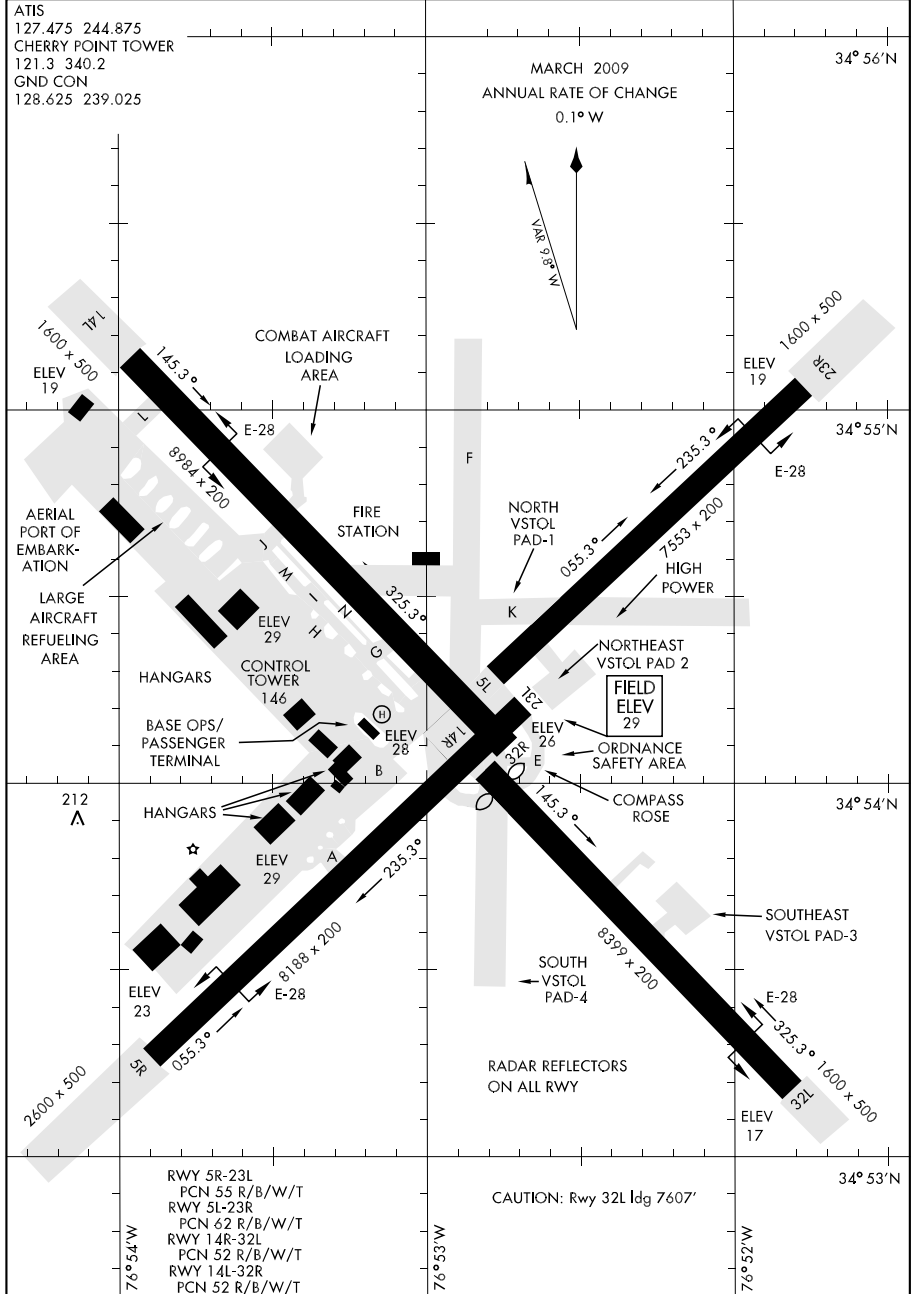 ATIS
127.475 244.875
CHERRY POINT TOWER
121.3 340.2
GND CON
128.625 239.025
34° 56'N
MARCH 2009
ANNUAL RATE OF CHANGE
0.1° W
VAR 9.8° W
14L
1600 x 500
ELEV
19
145.3°
COMBAT AIRCRAFT
LOADING
AREA
E-28
8984 x 200
L
F
1600 x 500
23R
ELEV
19
34° 55'N
235.3°
E-28
7553 x 200
055.3°
AERIAL
PORT OF
EMBARK-
ATION
LARGE
AIRCRAFT
REFUELING
AREA
FIRE
STATION
NORTH
VSTOL
PAD-1
HIGH
POWER
J
W
I
N
H
G
325.3°
K
ELEV
29
HANGARS
CONTROL
TOWER
146
NORTHEAST
VSTOL PAD 2
FIELD
ELEV
29
5L
23L
BASE OPS/
PASSENGER
TERMINAL
H
ELEV
28
14R
32R
ELEV
26
E
ORDNANCE
SAFETY AREA
B
COMPASS
ROSE
34° 54'N
212
HANGARS
145.3°
ELEV
29
A
235.3°
8188 x 200
8399 x 200
SOUTHEAST
VSTOL PAD-3
SOUTH
VSTOL
PAD-4
E-28
ELEV
23
055.3°
5R
2600 x 500
E-28
325.3°
1600 x 500
32L
ELEV
17
RADAR REFLECTORS
ON ALL RWY
34° 53'N
RWY 5R-23L
PCN 55 R/B/W/T
RWY 5L-23R
PCN 62 R/B/W/T
RWY 14R-32L
PCN 52 R/B/W/T
RWY 14L-32R
PCN 52 R/B/W/T
CAUTION: Rwy 32L ldg 7607'
76° 54'W
76° 53'W
76° 52'W